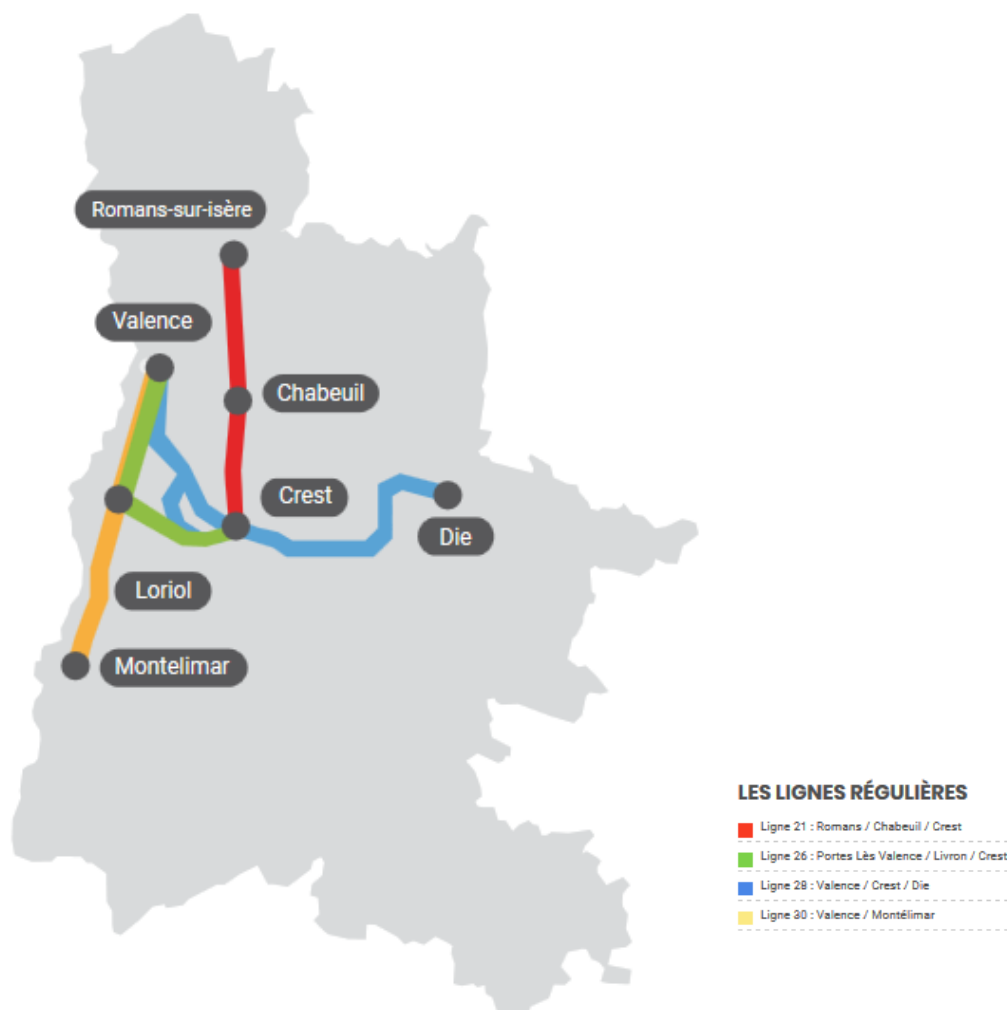 Romans-sur-isère
Valence
Chabeuil
Crest
Die
Loriol
Montelimar
LES LIGNES RÉGULIÈRES
Ligne 21 : Romans / Chabeuil / Crest
Ligne 26 : Portes Lès Valence / Livron / Crest
Ligne 28 : Valence / Crest / Die
Ligne 30 : Valence / Montélimar